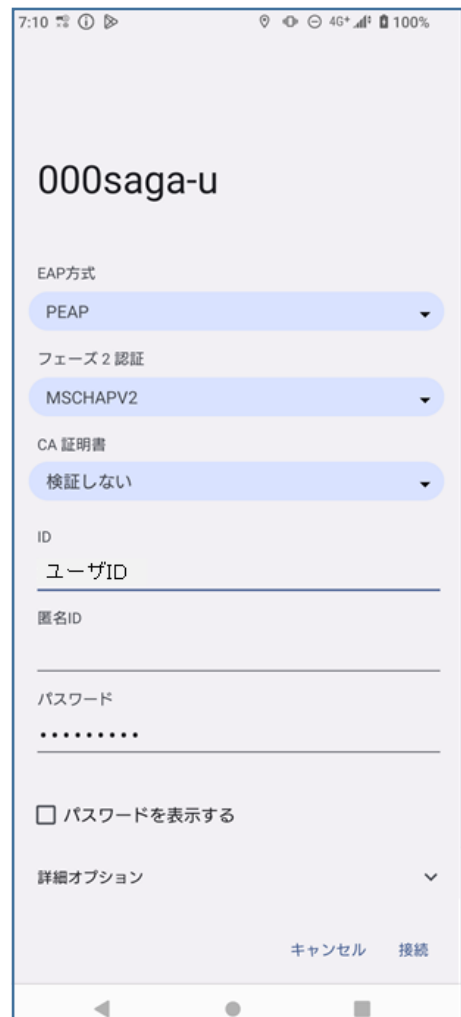 7:10 4G+ 100%
000saga-u
EAP方式
PEAP
フェーズ 2 認証
MSCHAPV2
CA 証明書
検証しない
ID
ユーザID
匿名ID
パスワード
•••••••••
パスワードを表示する
詳細オプション
キャンセル 接続